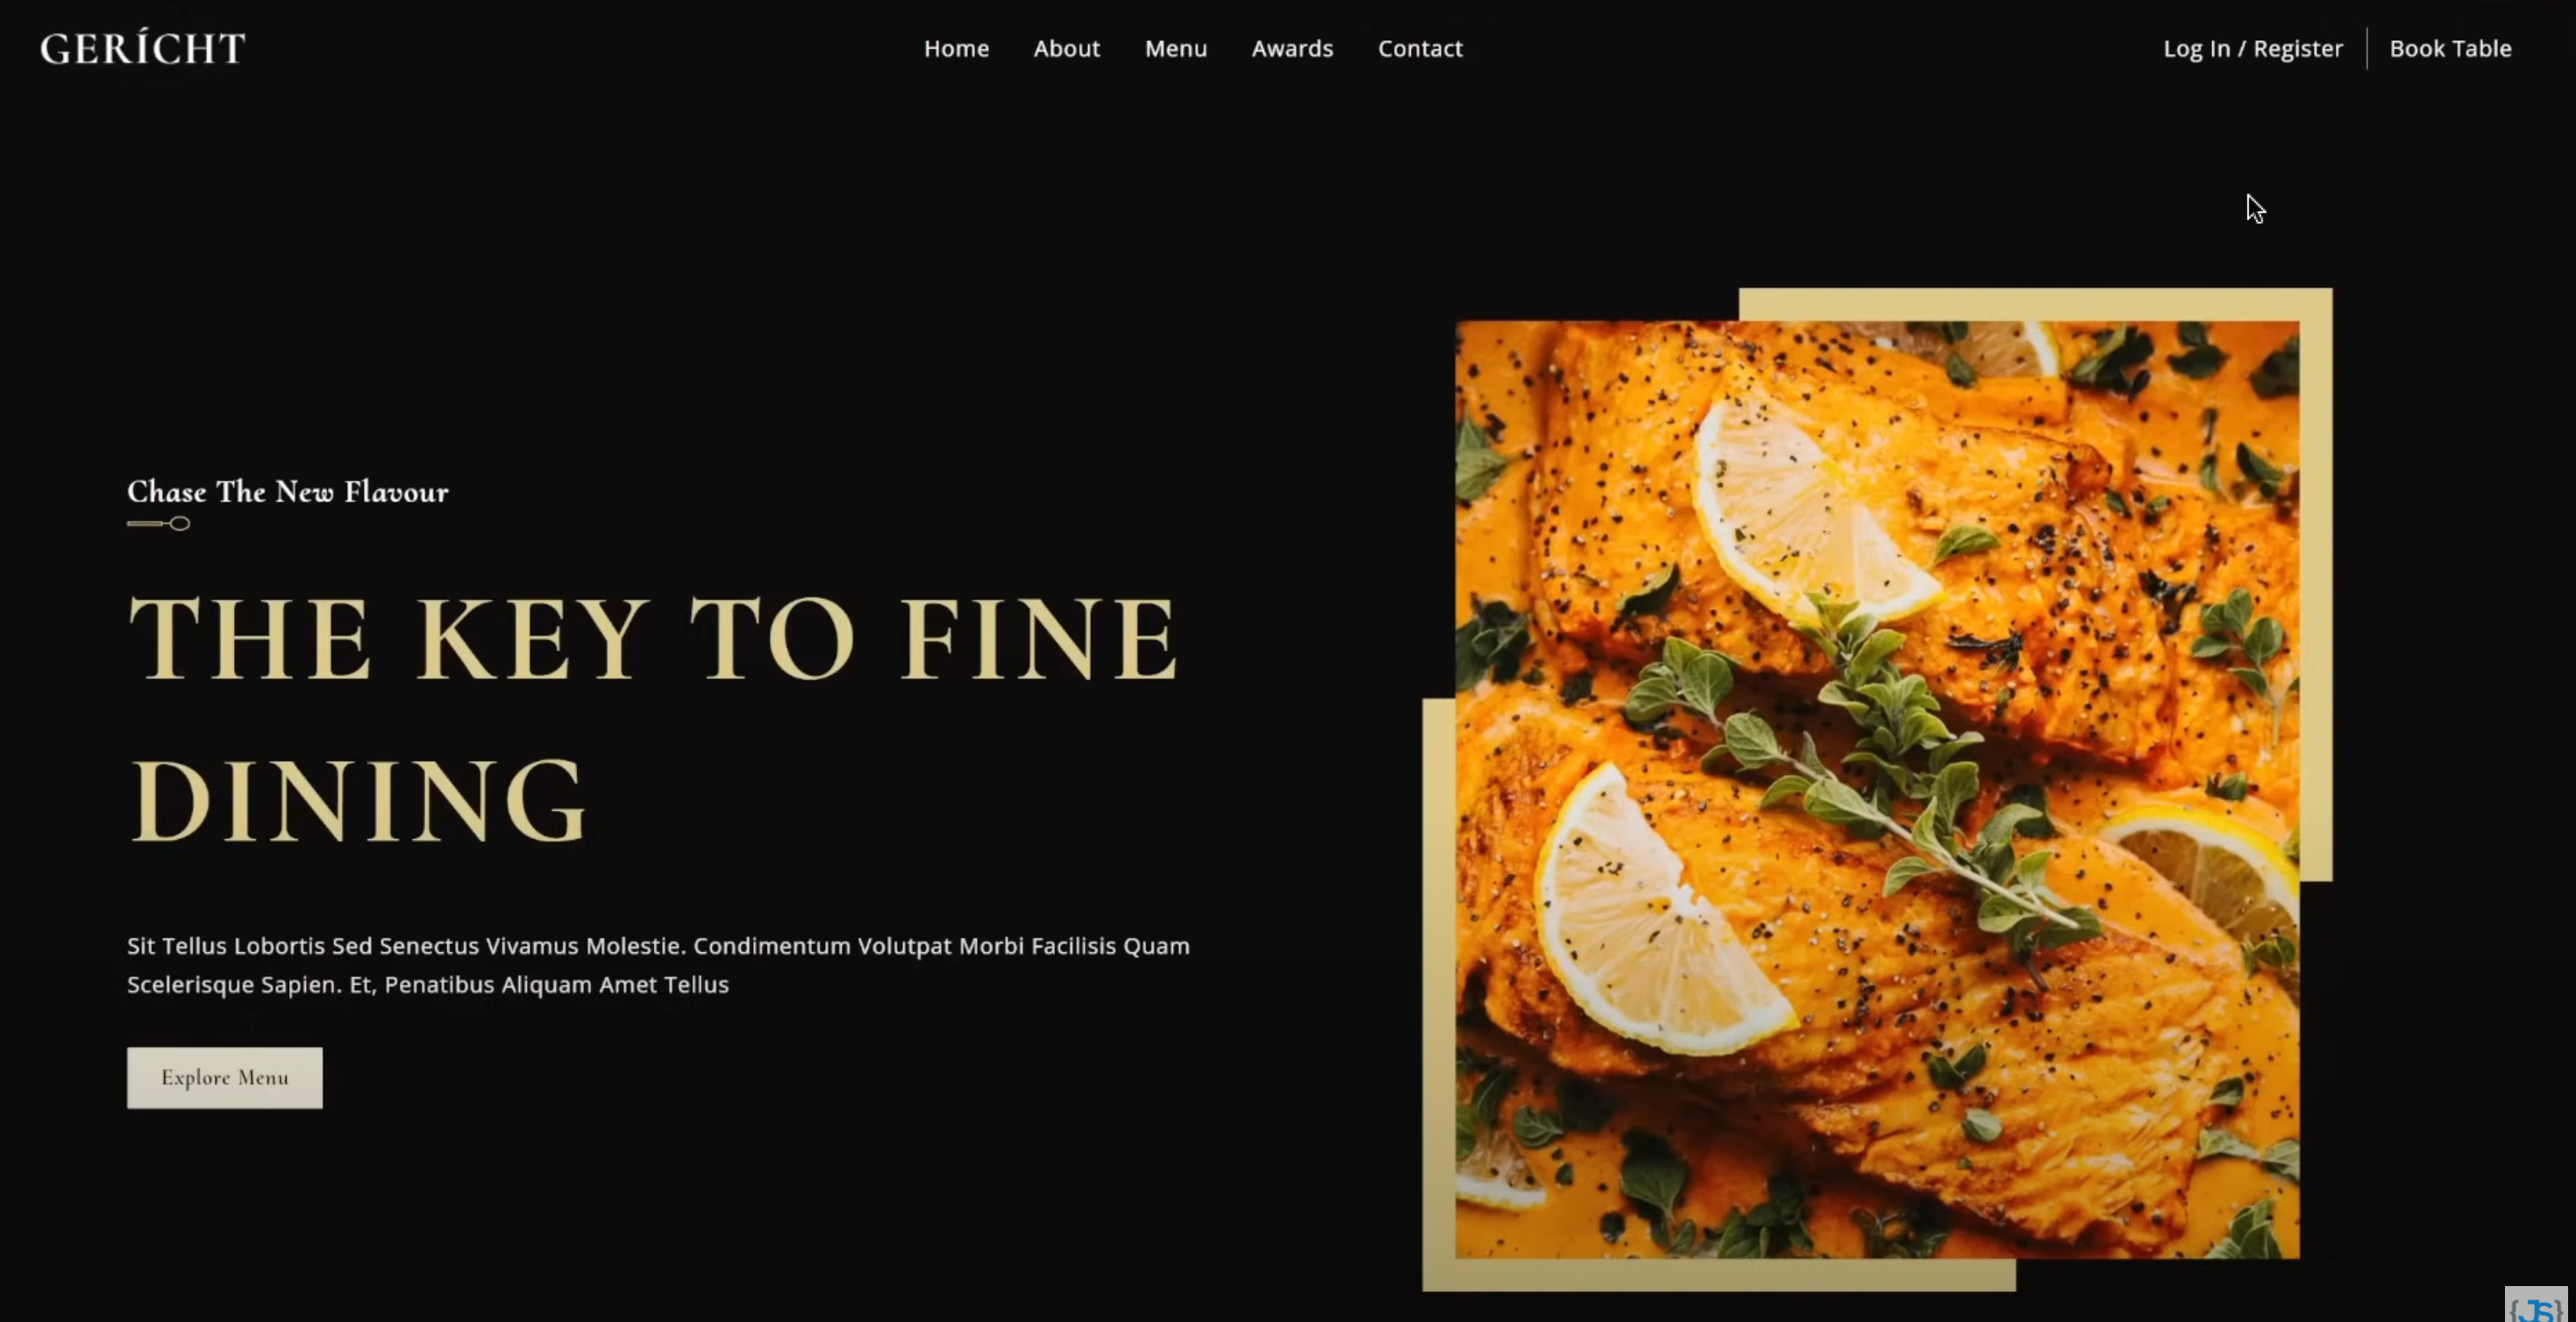 GERÍCHT
Home About Menu Awards Contact
Log In / Register Book Table
Chase The New Flavour
THE KEY TO FINE
DINING
Sit Tellus Lobortis Sed Senectus Vivamus Molestie. Condimentum Volutpat Morbi Facilisis Quam
Scelerisque Sapien. Et, Penatibus Aliquam Amet Tellus
Explore Menu
{JS}